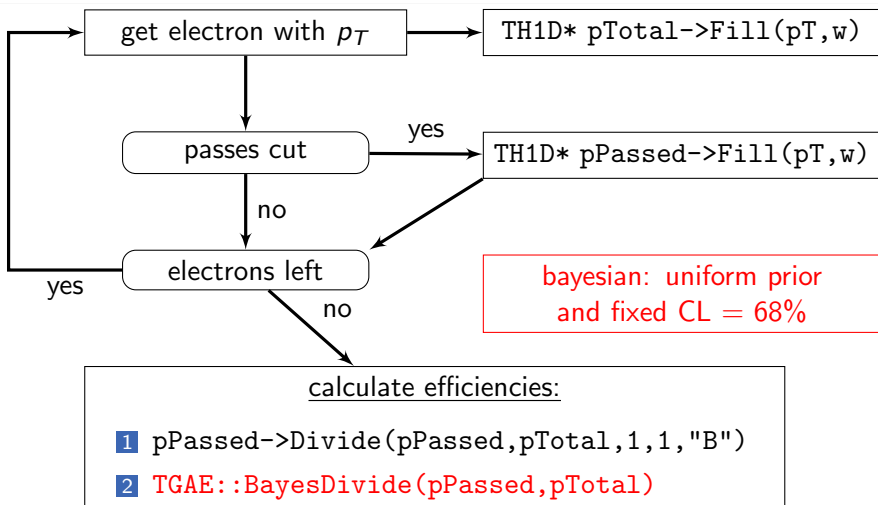 get electron with p_T
TH1D* pTotal->Fill(pT,w)
passes cut
yes
TH1D* pPassed->Fill(pT,w)
no
electrons left
yes
no
bayesian: uniform prior
and fixed CL = 68%
calculate efficiencies:
1 pPassed->Divide(pPassed,pTotal,1,1,"B")
2 TGAE::BayesDivide(pPassed,pTotal)